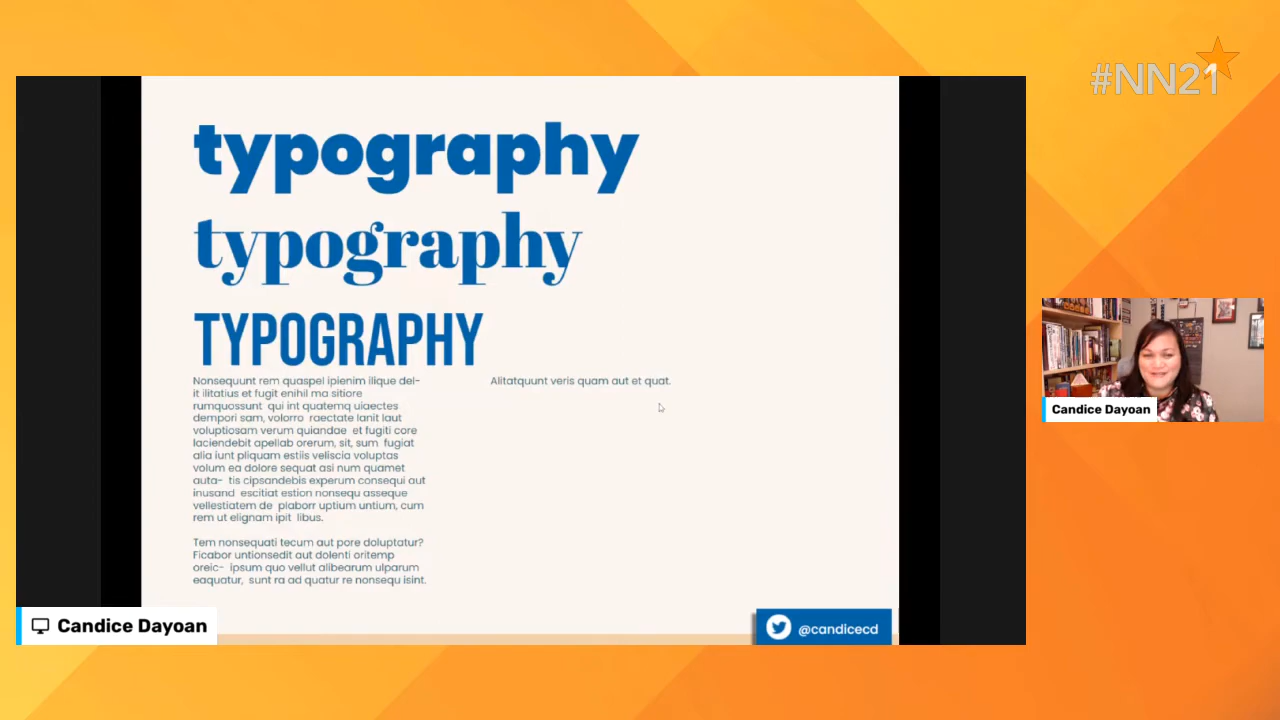 #NN21
typography
typography
TYPOGRAPHY
Nonsequunt rem quaspel ipienim ilique del-
it ilitatius et fugit enihil ma sitiore
rumquossunt qui int quatemq uiaectes
dempori sam, volorro raectate lanit laut
voluptiosam verum quiandae et fugiti core
laciendebit apellab orerum, sit, sum fugiat
alia iunt pliquam estiis veliscia voluptas
volum ea dolore sequat asi num quamet
auta- tis cipsandebis experum consequi aut
inusand escitiat estion nonsequ asseque
vellestiatem de plaborr uptium untium, cum
rem ut elignam ipit libus.
Tem nonsequati tecum aut pore doluptatur?
Ficabor untionsedit aut dolenti oritemp
oreic- ipsum quo vellut alibearum ulparum
eaquatur, sunt ra ad quatur re nonsequ isint.
Alitatquunt veris quam aut et quat.
Candice Dayoan
@candicecd
Candice Dayoan